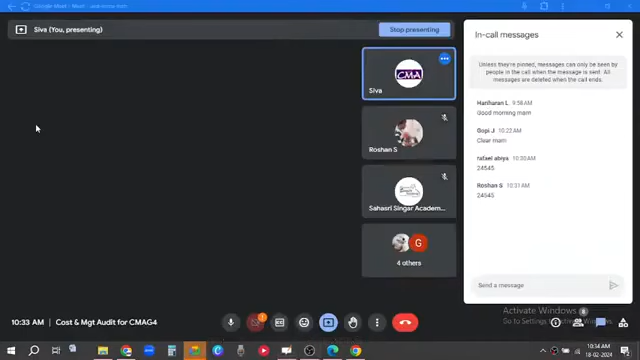 Siva (You, presenting)
Stop presenting
In-call messages
Unless they're pinned, messages can only be seen by
people in the call when the message is sent. All
messages are deleted when the call ends.
Hariharan L 9:58 AM
Good morning mam
Gopi J 10:22 AM
Clear mam
rafael abiya 10:30 AM
24545
Roshan S 10:31 AM
24545
Send a message
CMA
Siva
Roshan S
Sahasri Singar Academ...
G
4 others
Activate Windows
Go to Settings to activate Windows.
8
10:33 AM | Cost & Mgt Audit for CMAG4
10:34 AM
18-02-2024